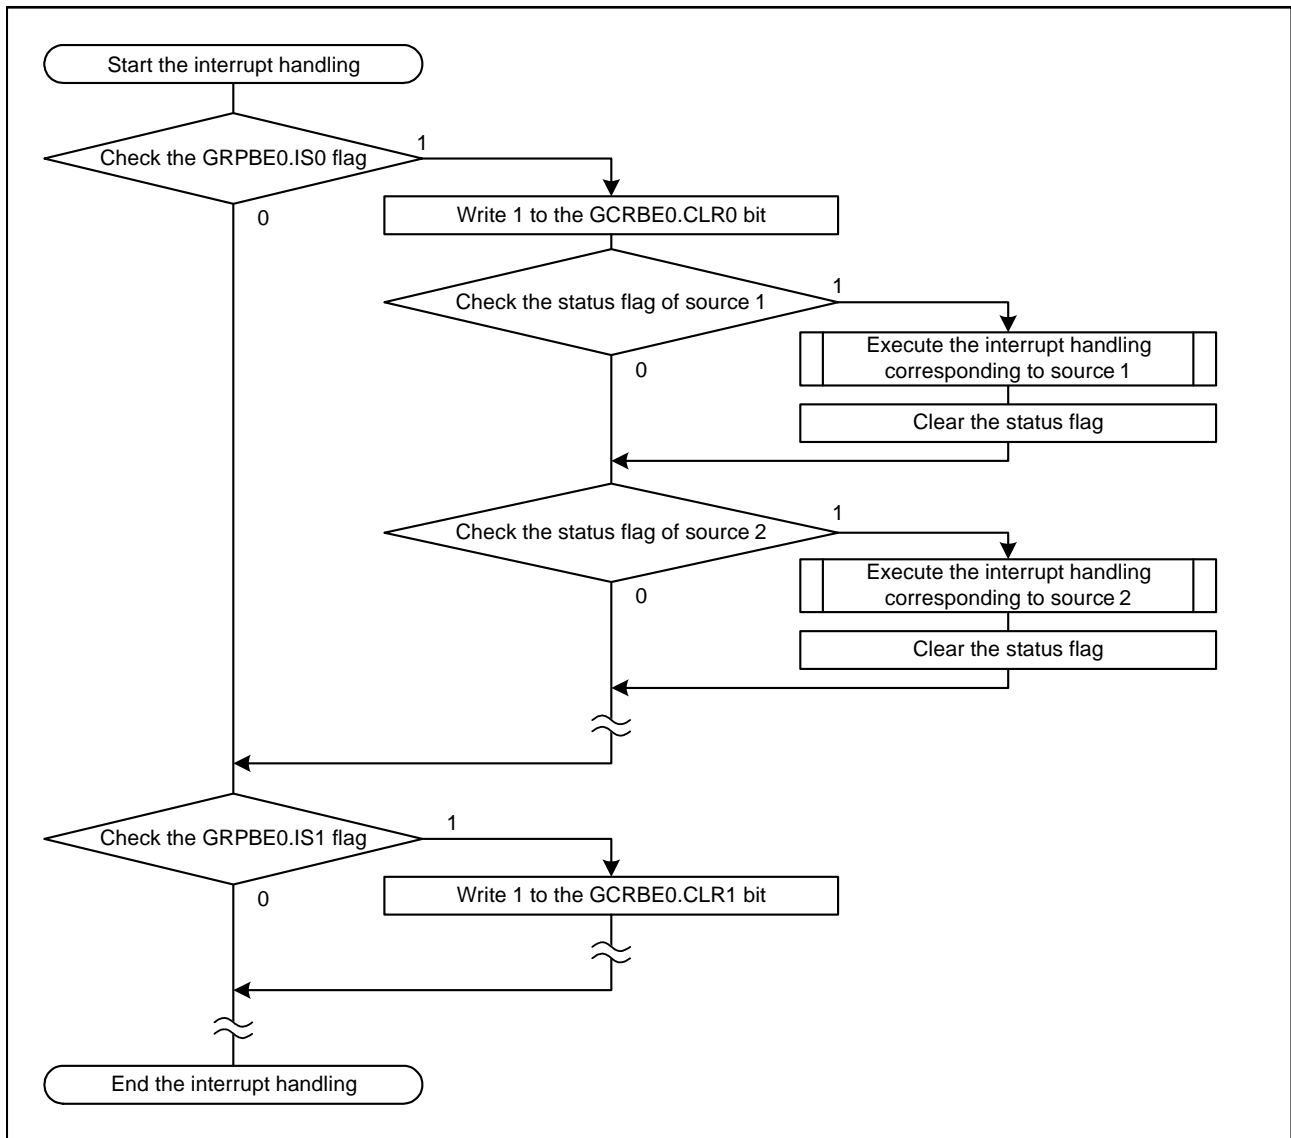 Start the interrupt handling
Check the GRPBE0.IS0 flag
1
0
Write 1 to the GCRBE0.CLR0 bit
Check the status flag of source 1
1
0
Execute the interrupt handling
corresponding to source 1
Clear the status flag
Check the status flag of source 2
1
0
Execute the interrupt handling
corresponding to source 2
Clear the status flag
Check the GRPBE0.IS1 flag
1
0
Write 1 to the GCRBE0.CLR1 bit
End the interrupt handling